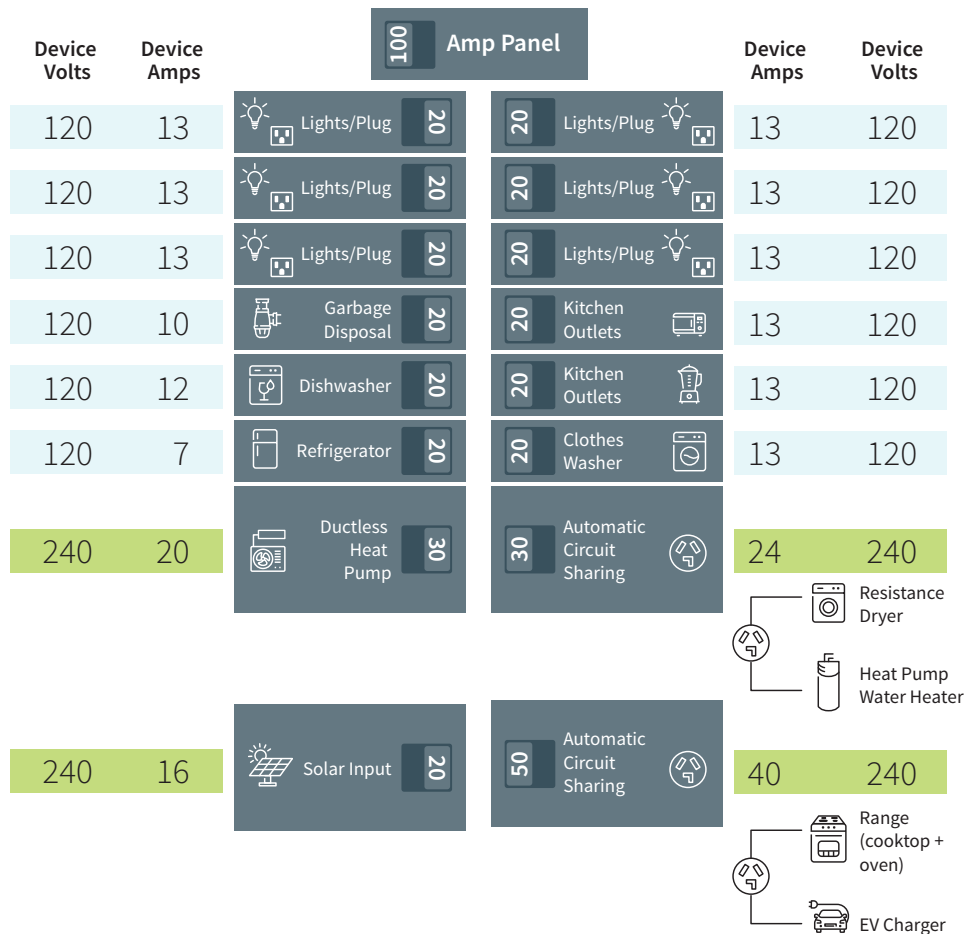 100 Amp Panel
Device Volts
Device Amps
Device Amps
Device Volts
120 13 Lights/Plug 20
20 Lights/Plug 13 120
120 13 Lights/Plug 20
20 Lights/Plug 13 120
120 13 Lights/Plug 20
20 Lights/Plug 13 120
120 10 Garbage Disposal 20
20 Kitchen Outlets 13 120
120 12 Dishwasher 20
20 Kitchen Outlets 13 120
120 7 Refrigerator 20
20 Clothes Washer 13 120
240 20 Ductless Heat Pump 30
30 Automatic Circuit Sharing 24 240
Resistance
Dryer
Heat Pump
Water Heater
240 16 Solar Input 20
50 Automatic Circuit Sharing 40 240
Range
(cooktop +
oven)
EV Charger